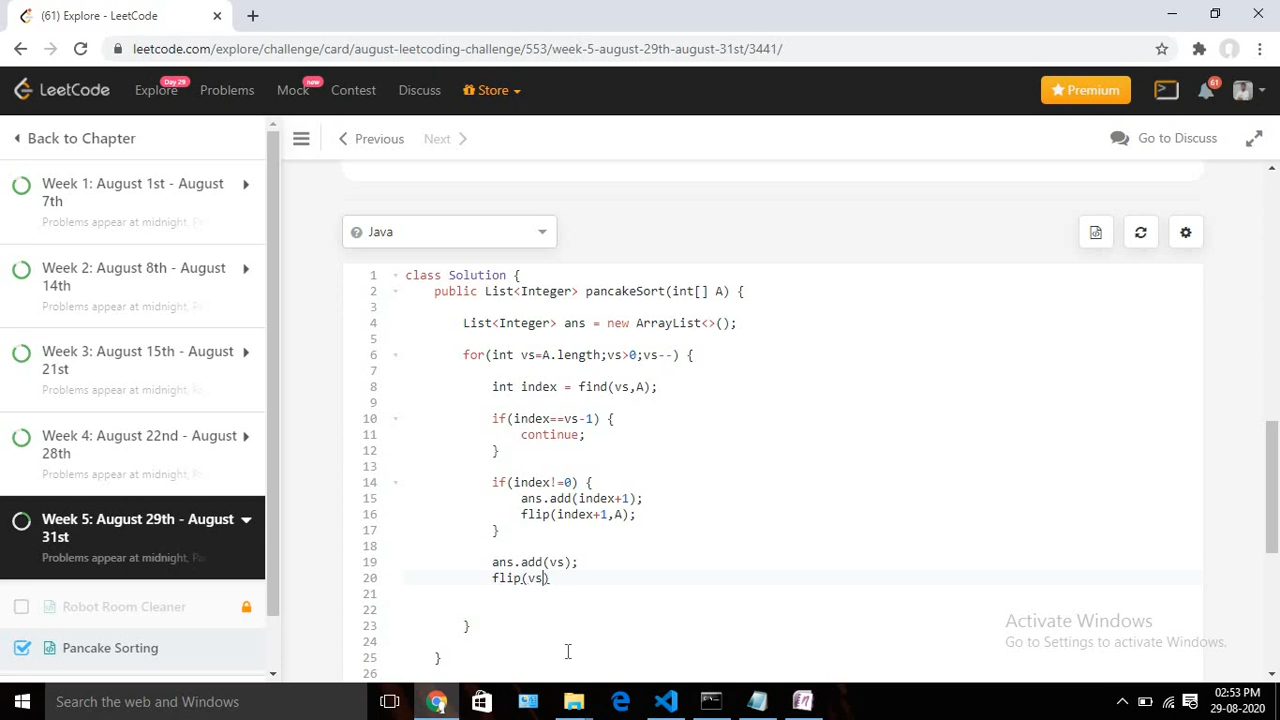 (61) Explore - LeetCode
leetcode.com/explore/challenge/card/august-leetcoding-challenge/553/week-5-august-29th-august-31st/3441/
LeetCode
Explore
Day 29
Problems
Mock
new
Contest
Discuss
Store
Premium
61
Back to Chapter
Previous
Next
Go to Discuss
Week 1: August 1st - August
7th
Problems appear at midnight,
Week 2: August 8th - August
14th
Problems appear at midnight,
Week 3: August 15th - August
21st
Problems appear at midnight,
Week 4: August 22nd - August
28th
Problems appear at midnight,
Week 5: August 29th - August
31st
Problems appear at midnight,
Robot Room Cleaner
Pancake Sorting
Java
1 class Solution {
2 public List<Integer> pancakeSort(int[] A) {
3
4 List<Integer> ans = new ArrayList<>();
5
6 for(int vs=A.length;vs>0;vs--) {
7
8 int index = find(vs,A);
9
10 if(index==vs-1) {
11 continue;
12 }
13
14 if(index!=0) {
15 ans.add(index+1);
16 flip(index+1,A);
17 }
18
19 ans.add(vs);
20 flip(vs)
21
22
23 }
24
25 }
26
Activate Windows
Go to Settings to activate Windows.
Search the web and Windows
02:53 PM
29-08-2020